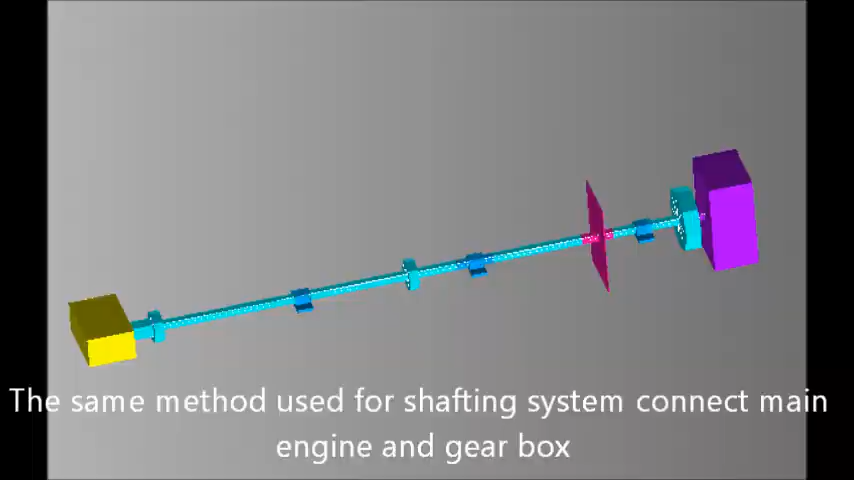 The same method used for shafting system connect main
engine and gear box